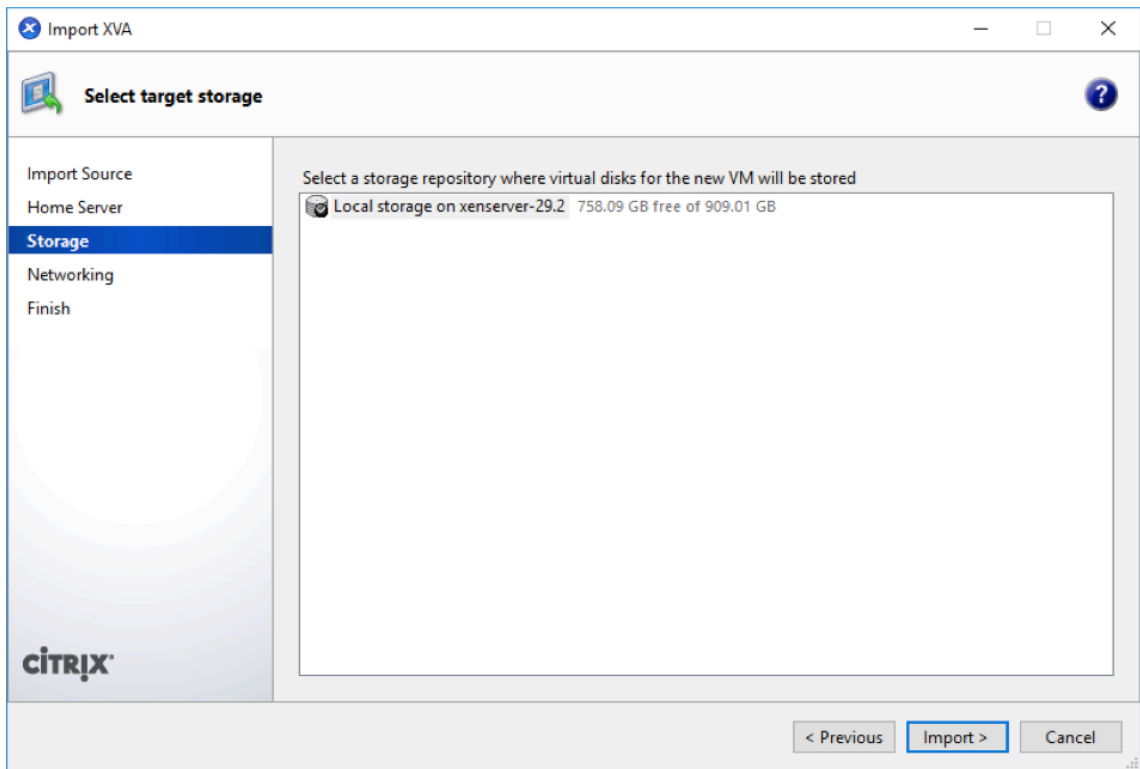 Import XVA
Select target storage
?
Import Source
Home Server
Storage
Networking
Finish
Select a storage repository where virtual disks for the new VM will be stored
Local storage on xenserver-29.2 758.09 GB free of 909.01 GB
CITRIX
< Previous
Import >
Cancel